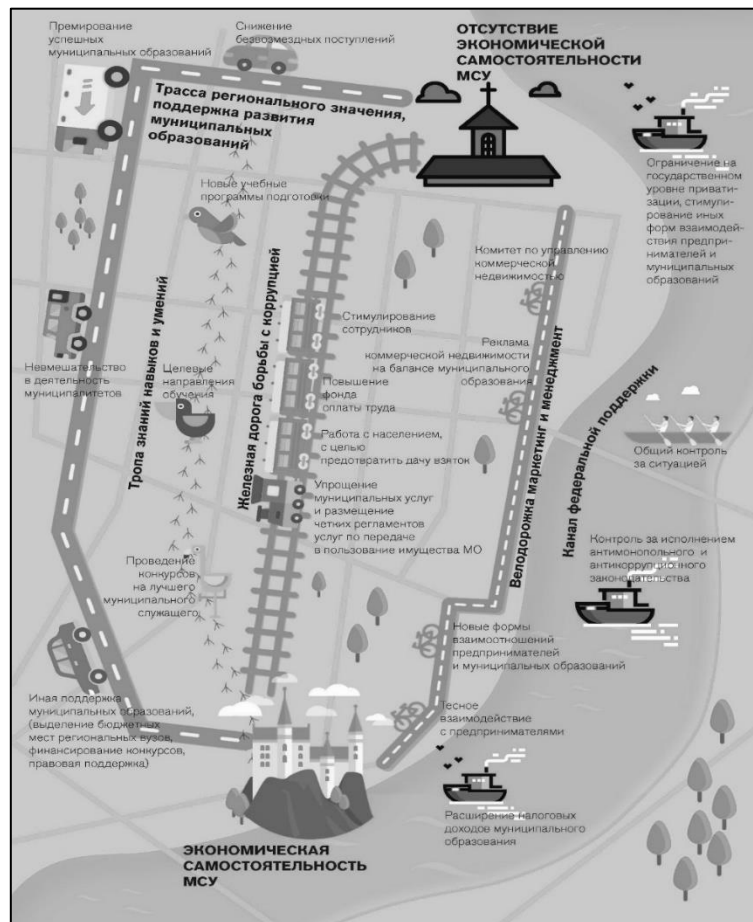 Премирование
успешных
муниципальных образований
Снижение
безвозмездных поступлений
ОТСУТСТВИЕ
ЭКОНОМИЧЕСКОЙ
САМОСТОЯТЕЛЬНОСТИ
МСУ
Трасса регионального значения,
поддержка развития
муниципальных
образований
Ограничение на
государственном
уровне привати-
зации, стимули-
рование иных
форм взаимодей-
ствия предпри-
нимателей и
муниципальных
образований
Новые учебные
программы подготовки
Комитет по управлению
коммерческой
недвижимостью
Стимулирование
сотрудников
Реклама
коммерческой недвижимости
на балансе муниципального
образования
Невмешательство
в деятельность
муниципалитетов
Тропа знаний навыков и умений
Целевые
направления
обучения
Железная дорога борьбы с коррупцией
Повышение
фонда
оплаты труда
Работа с населением,
с целью
предотвратить дачу взяток
Велодорожка маркетинг и менеджмент
Канал федеральной поддержки
Общий контроль
за ситуацией
Упрощение
муниципальных услуг
и размещение
четких регламентов
услуг по передаче
в пользование имущества МО
Контроль за исполнением
антимонопольного и
антикоррупционного
законодательства
Проведение
конкурсов
на лучшего
муниципального
служащего
Новые формы
взаимоотношений
предпринимателей
и муниципальных образований
Иная поддержка
муниципальных образований,
(выделение бюджетных
мест региональных вузов,
финансирование конкурсов,
правовая поддержка)
Тесное
взаимодействие
с предпринимателями
Расширение налоговых
доходов муниципального
образования
ЭКОНОМИЧЕСКАЯ
САМОСТОЯТЕЛЬНОСТЬ
МСУ